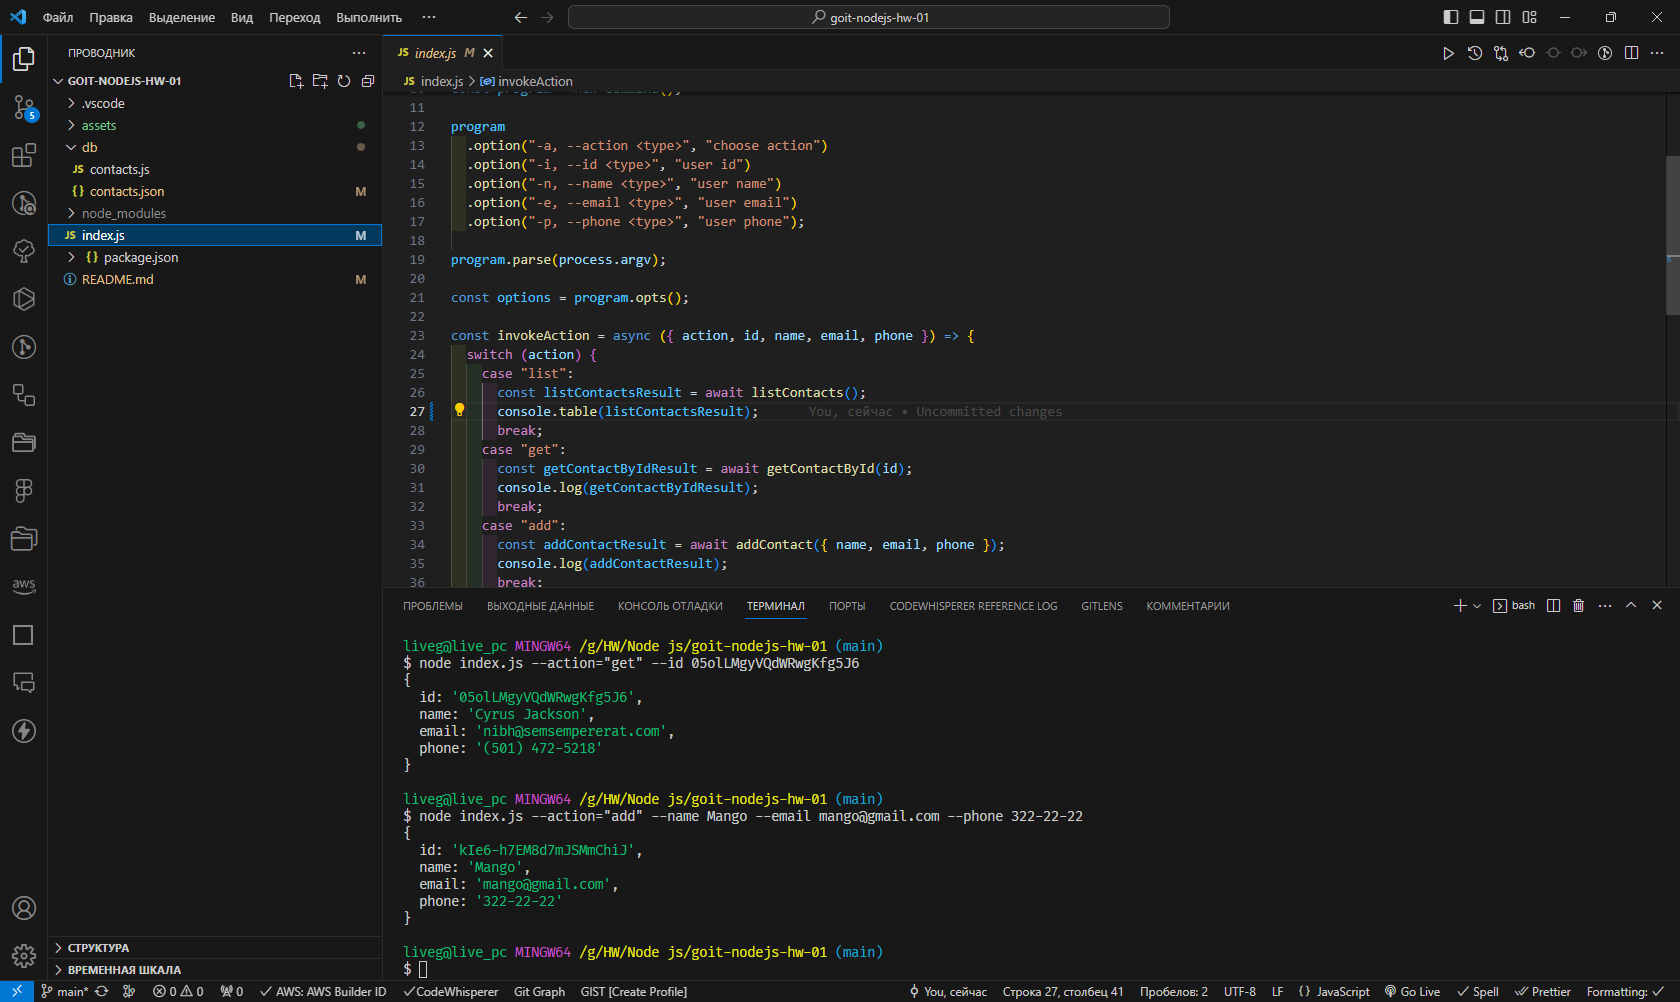 Файл Правка Выделение Вид Переход Выполнить ··· goit-nodejs-hw-01
ПРОВОДНИК ···
GOIT-NODEJS-HW-01
.vscode
assets
db
JS contacts.js
{} contacts.json M
node_modules
JS index.js M
{} package.json
README.md M
СТРУКТУРА
ВРЕМЕННАЯ ШКАЛА
5
aws
JS index.js M
JS index.js > invokeAction
11
12 program
13 .option("-a, --action <type>", "choose action")
14 .option("-i, --id <type>", "user id")
15 .option("-n, --name <type>", "user name")
16 .option("-e, --email <type>", "user email")
17 .option("-p, --phone <type>", "user phone");
18
19 program.parse(process.argv);
20
21 const options = program.opts();
22
23 const invokeAction = async ({ action, id, name, email, phone }) => {
24 switch (action) {
25 case "list":
26 const listContactsResult = await listContacts();
27 console.table(listContactsResult); You, сейчас • Uncommitted changes
28 break;
29 case "get":
30 const getContactByIdResult = await getContactById(id);
31 console.log(getContactByIdResult);
32 break;
33 case "add":
34 const addContactResult = await addContact({ name, email, phone });
35 console.log(addContactResult);
36 break;
ПРОБЛЕМЫ ВЫХОДНЫЕ ДАННЫЕ КОНСОЛЬ ОТЛАДКИ ТЕРМИНАЛ ПОРТЫ CODEWHISPERER REFERENCE LOG GITLENS КОММЕНТАРИИ bash
liveg@live_pc MINGW64 /g/HW/Node js/goit-nodejs-hw-01 (main)
$ node index.js --action="get" --id 05olLMgyVQdWRwgKfg5J6
{
id: '05olLMgyVQdWRwgKfg5J6',
name: 'Cyrus Jackson',
email: 'nibh@semsempererat.com',
phone: '(501) 472-5218'
}
liveg@live_pc MINGW64 /g/HW/Node js/goit-nodejs-hw-01 (main)
$ node index.js --action="add" --name Mango --email mango@gmail.com --phone 322-22-22
{
id: 'kIe6-h7EM8d7mJSMmChiJ',
name: 'Mango',
email: 'mango@gmail.com',
phone: '322-22-22'
}
liveg@live_pc MINGW64 /g/HW/Node js/goit-nodejs-hw-01 (main)
$
main* 0 0 0 AWS: AWS Builder ID CodeWhisperer Git Graph GIST [Create Profile] You, сейчас Строка 27, столбец 41 Пробелов: 2 UTF-8 LF {} JavaScript Go Live Spell Prettier Formatting: